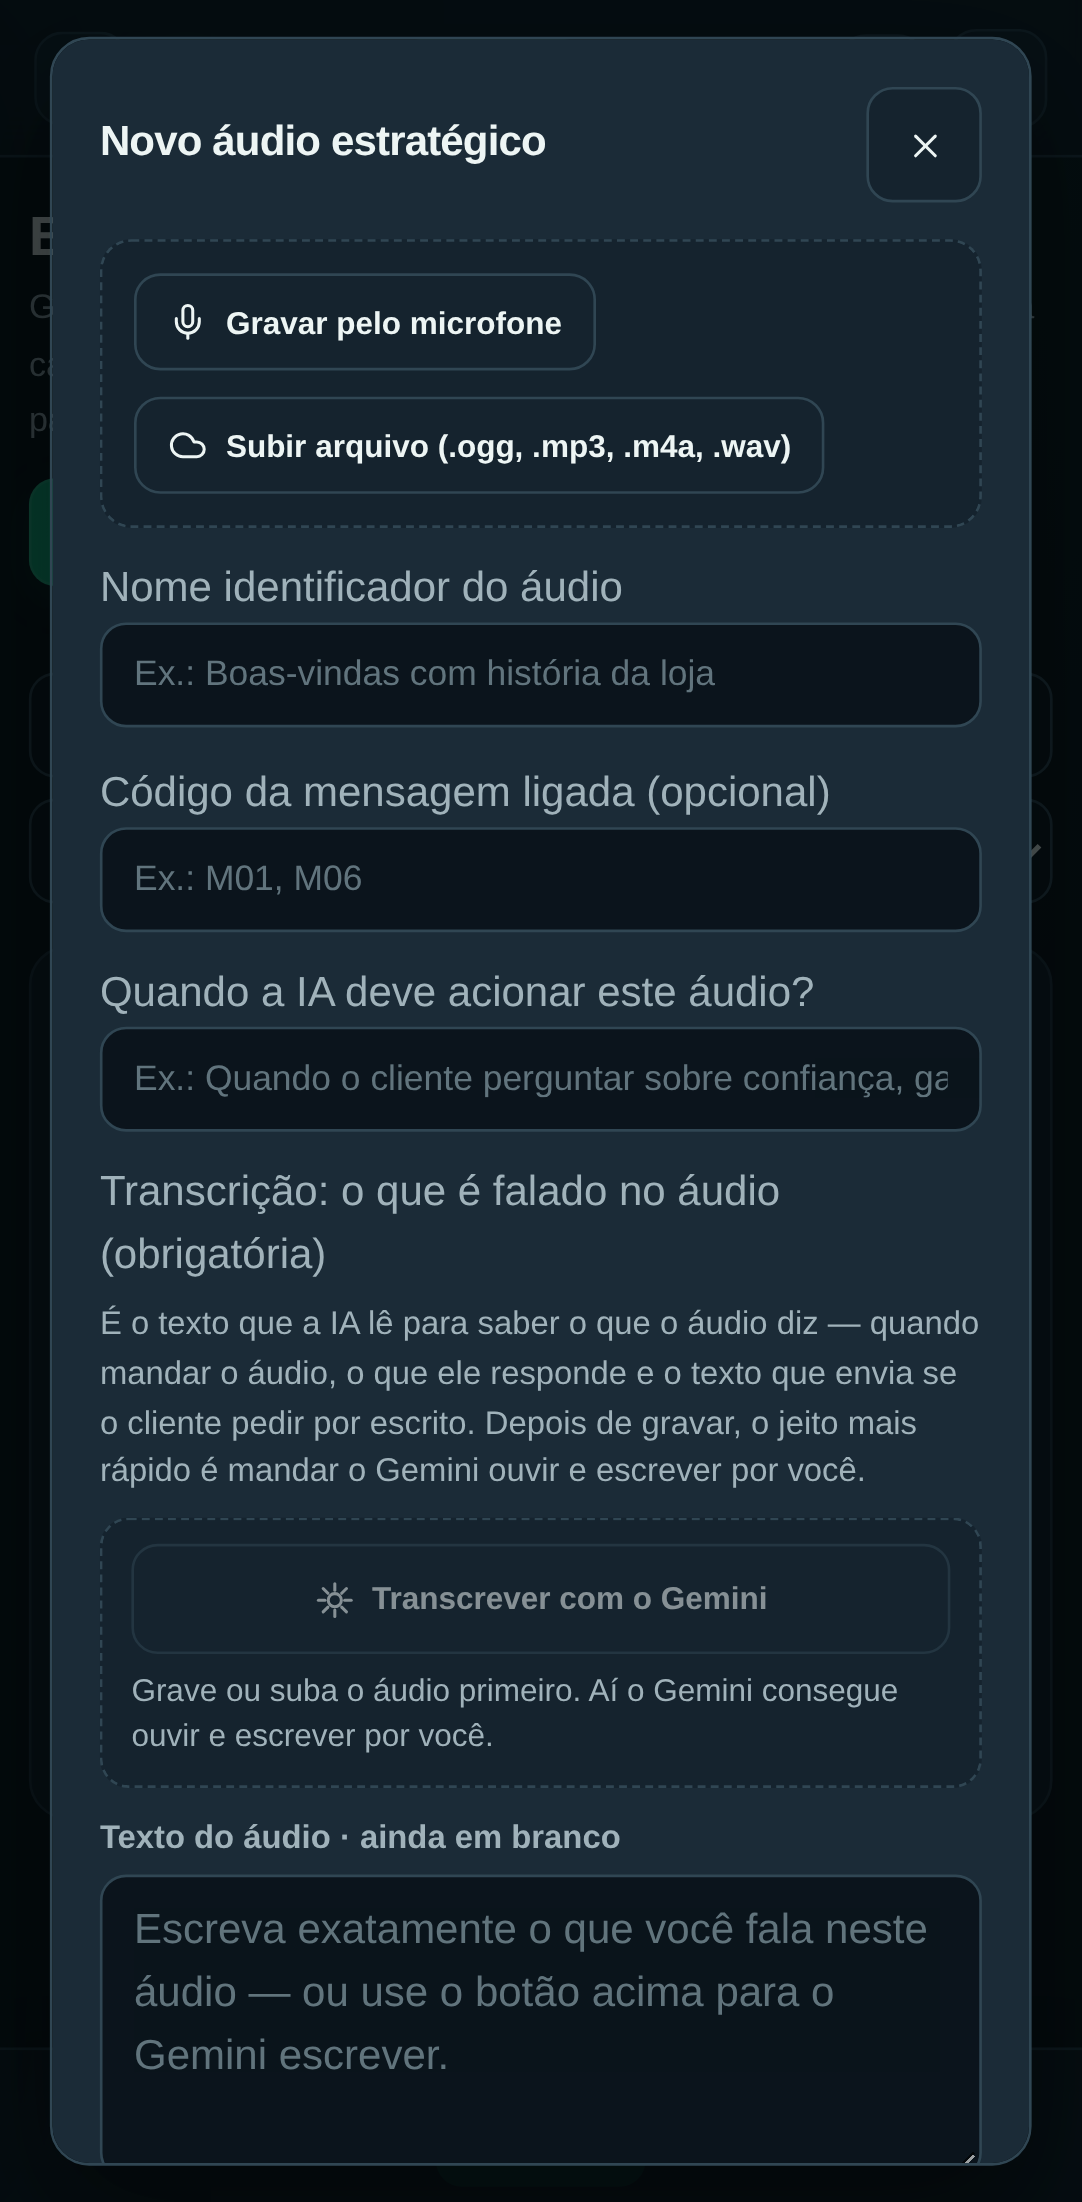 Novo áudio estratégico
Gravar pelo microfone
Subir arquivo (.ogg, .mp3, .m4a, .wav)
Nome identificador do áudio
Ex.: Boas-vindas com história da loja
Código da mensagem ligada (opcional)
Ex.: M01, M06
Quando a IA deve acionar este áudio?
Ex.: Quando o cliente perguntar sobre confiança, ga
Transcrição: o que é falado no áudio
(obrigatória)
É o texto que a IA lê para saber o que o áudio diz — quando
mandar o áudio, o que ele responde e o texto que envia se
o cliente pedir por escrito. Depois de gravar, o jeito mais
rápido é mandar o Gemini ouvir e escrever por você.
Transcrever com o Gemini
Grave ou suba o áudio primeiro. Aí o Gemini consegue
ouvir e escrever por você.
Texto do áudio · ainda em branco
Escreva exatamente o que você fala neste
áudio — ou use o botão acima para o
Gemini escrever.